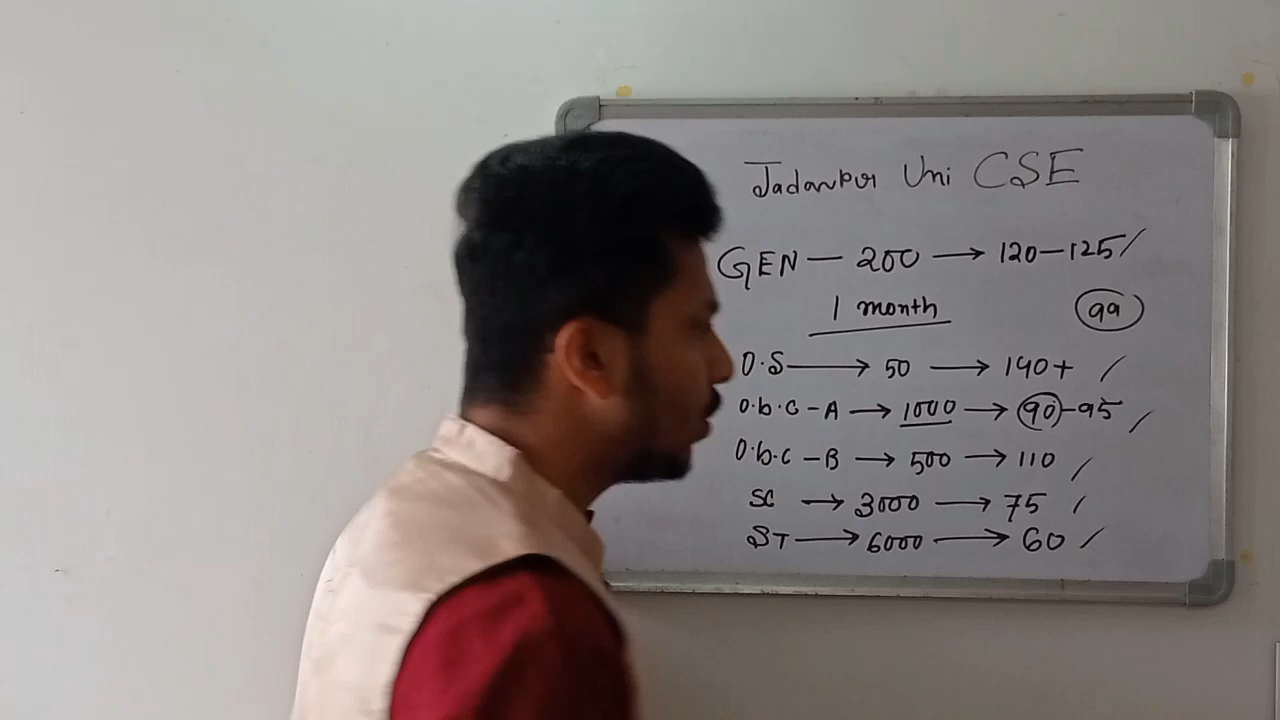 Jadavpur Uni CSE
GEN — 200 → 120-125/
1 month 99
O.S → 50 → 140+ /
O.b.C - A → 1000 → 90-95 /
O.b.C - B → 500 → 110 /
SC → 3000 → 75 /
ST → 6000 → 60 /